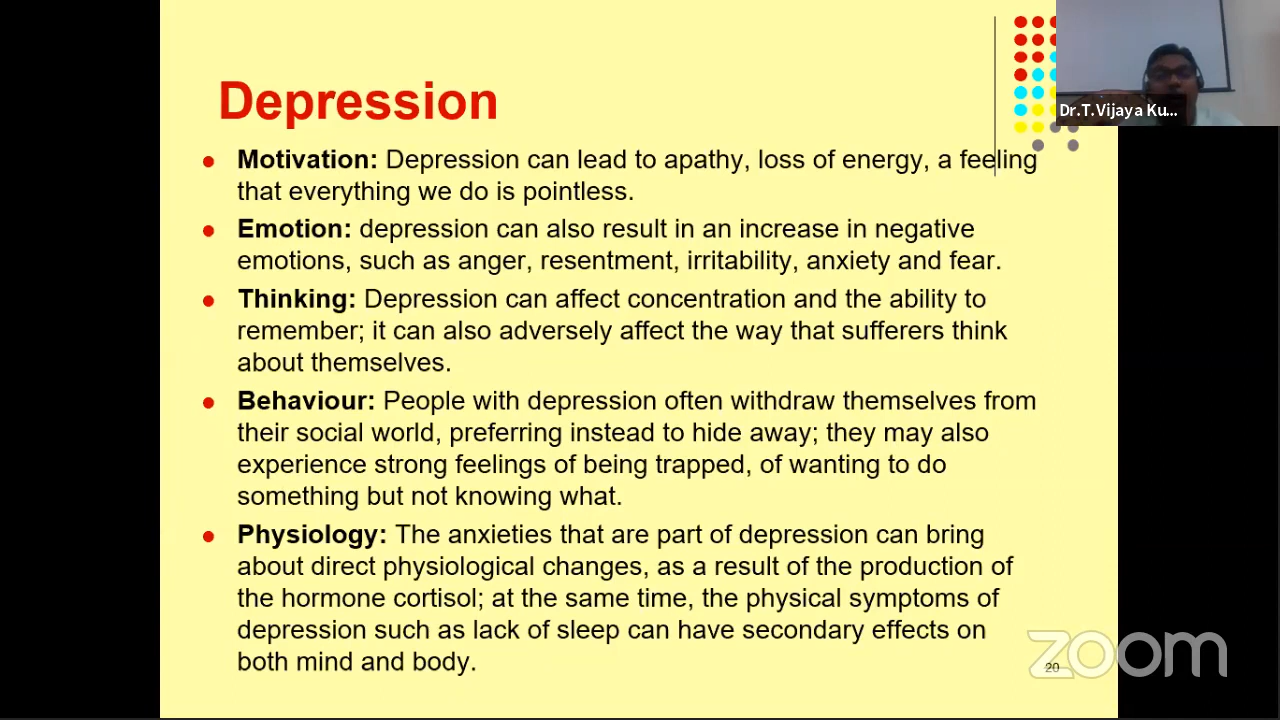 Depression
Dr.T.Vijaya Ku...
• Motivation: Depression can lead to apathy, loss of energy, a feeling
that everything we do is pointless.
• Emotion: depression can also result in an increase in negative
emotions, such as anger, resentment, irritability, anxiety and fear.
• Thinking: Depression can affect concentration and the ability to
remember; it can also adversely affect the way that sufferers think
about themselves.
• Behaviour: People with depression often withdraw themselves from
their social world, preferring instead to hide away; they may also
experience strong feelings of being trapped, of wanting to do
something but not knowing what.
• Physiology: The anxieties that are part of depression can bring
about direct physiological changes, as a result of the production of
the hormone cortisol; at the same time, the physical symptoms of
depression such as lack of sleep can have secondary effects on
both mind and body.
20
zoom